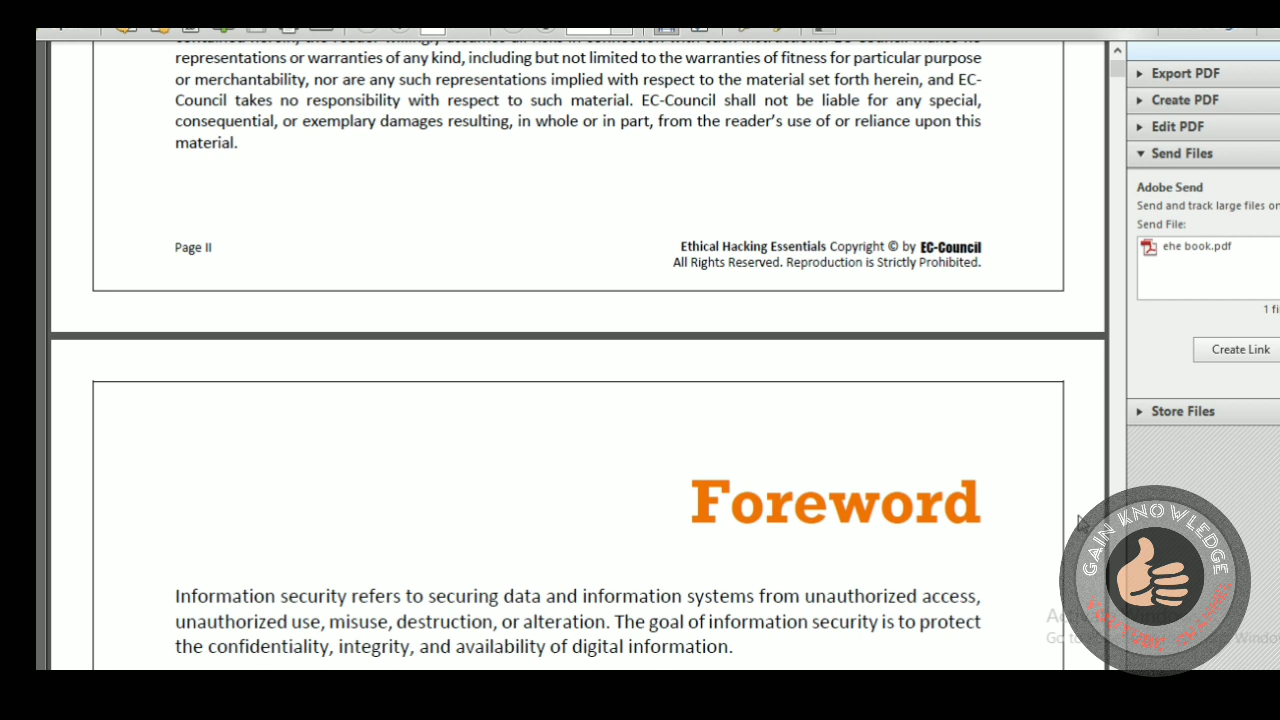 representations or warranties of any kind, including but not limited to the warranties of fitness for particular purpose
or merchantability, nor are any such representations implied with respect to the material set forth herein, and EC-
Council takes no responsibility with respect to such material. EC-Council shall not be liable for any special,
consequential, or exemplary damages resulting, in whole or in part, from the reader's use of or reliance upon this
material.
Page II
Ethical Hacking Essentials Copyright © by EC-Council
All Rights Reserved. Reproduction is Strictly Prohibited.
Foreword
Information security refers to securing data and information systems from unauthorized access,
unauthorized use, misuse, destruction, or alteration. The goal of information security is to protect
the confidentiality, integrity, and availability of digital information.
Export PDF
Create PDF
Edit PDF
Send Files
Adobe Send
Send and track large files
Send File:
ehe book.pdf
1
Create Link
Store Files
GAIN KNOWLEDGE
YOUTUBE CHANNEL
Go to